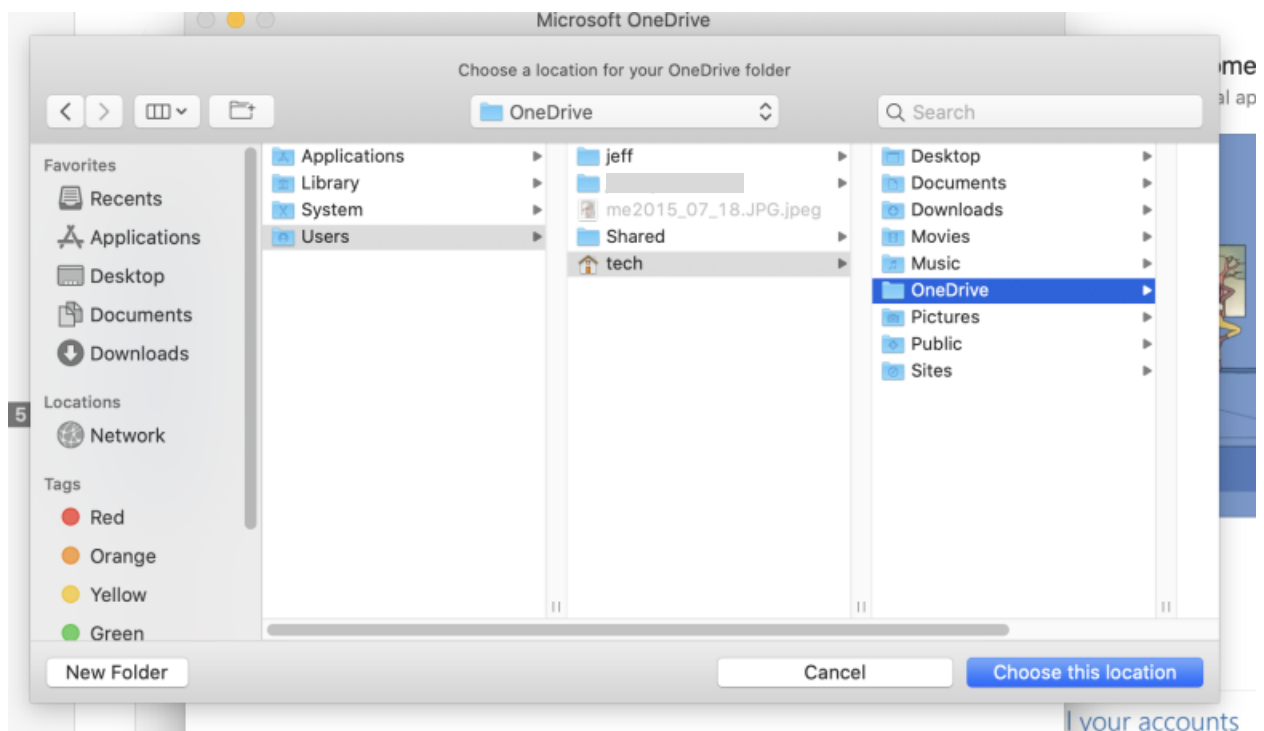 Microsoft OneDrive
Choose a location for your OneDrive folder
OneDrive
Search
Favorites
Recents
Applications
Desktop
Documents
Downloads
Locations
Network
Tags
Red
Orange
Yellow
Green
Applications
Library
System
Users
jeff
me2015_07_18.JPG.jpeg
Shared
tech
Desktop
Documents
Downloads
Movies
Music
OneDrive
Pictures
Public
Sites
New Folder
Cancel
Choose this location
5
your accounts